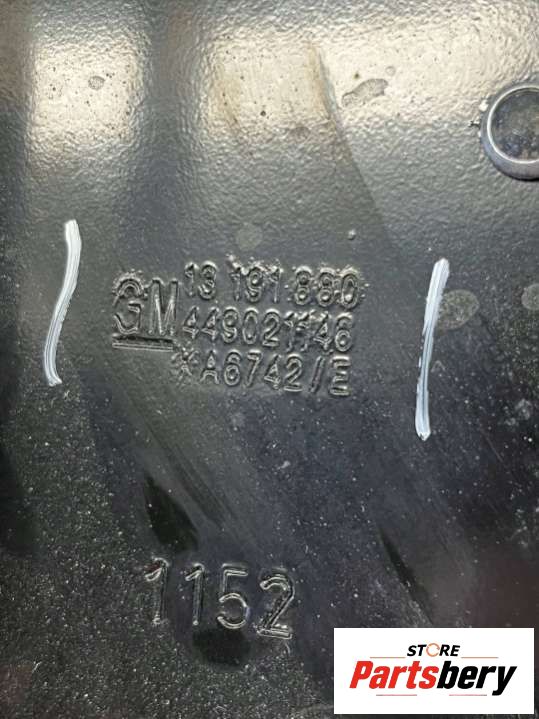 GM 13 191 880
449021146
*A6742/E
1152
STORE
Partsbery